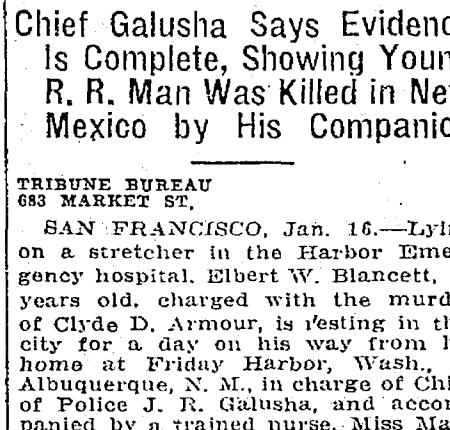 Chief Galusha Says Evidenc
Is Complete, Showing Youn
R. R. Man Was Killed in Ne
Mexico by His Companio
TRIBUNE BUREAU
683 MARKET ST.
SAN FRANCISCO, Jan. 16.—Lyin
on a stretcher in the Harbor Eme
gency hospital, Elbert W. Blancett,
years old, charged with the murd
of Clyde D. Armour, is resting in th
city for a day on his way from h
home at Friday Harbor, Wash.,
Albuquerque, N. M., in charge of Chi
of Police J. R. Galusha, and accom
panied by a trained nurse, Miss Ma